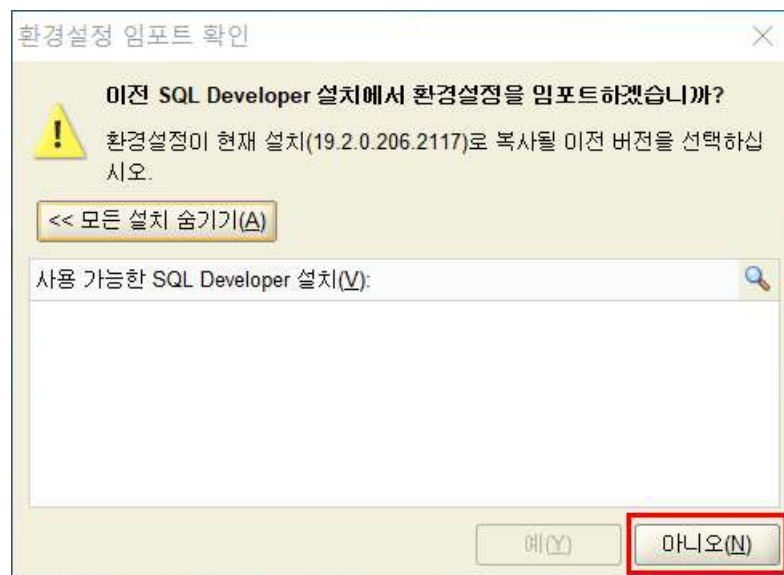 환경설정 임포트 확인
이전 SQL Developer 설치에서 환경설정을 임포트하겠습니까?
환경설정이 현재 설치(19.2.0.206.2117)로 복사될 이전 버전을 선택하십
시오.
<< 모든 설치 숨기기(A)
사용 가능한 SQL Developer 설치(V):
예(Y) 아니오(N)